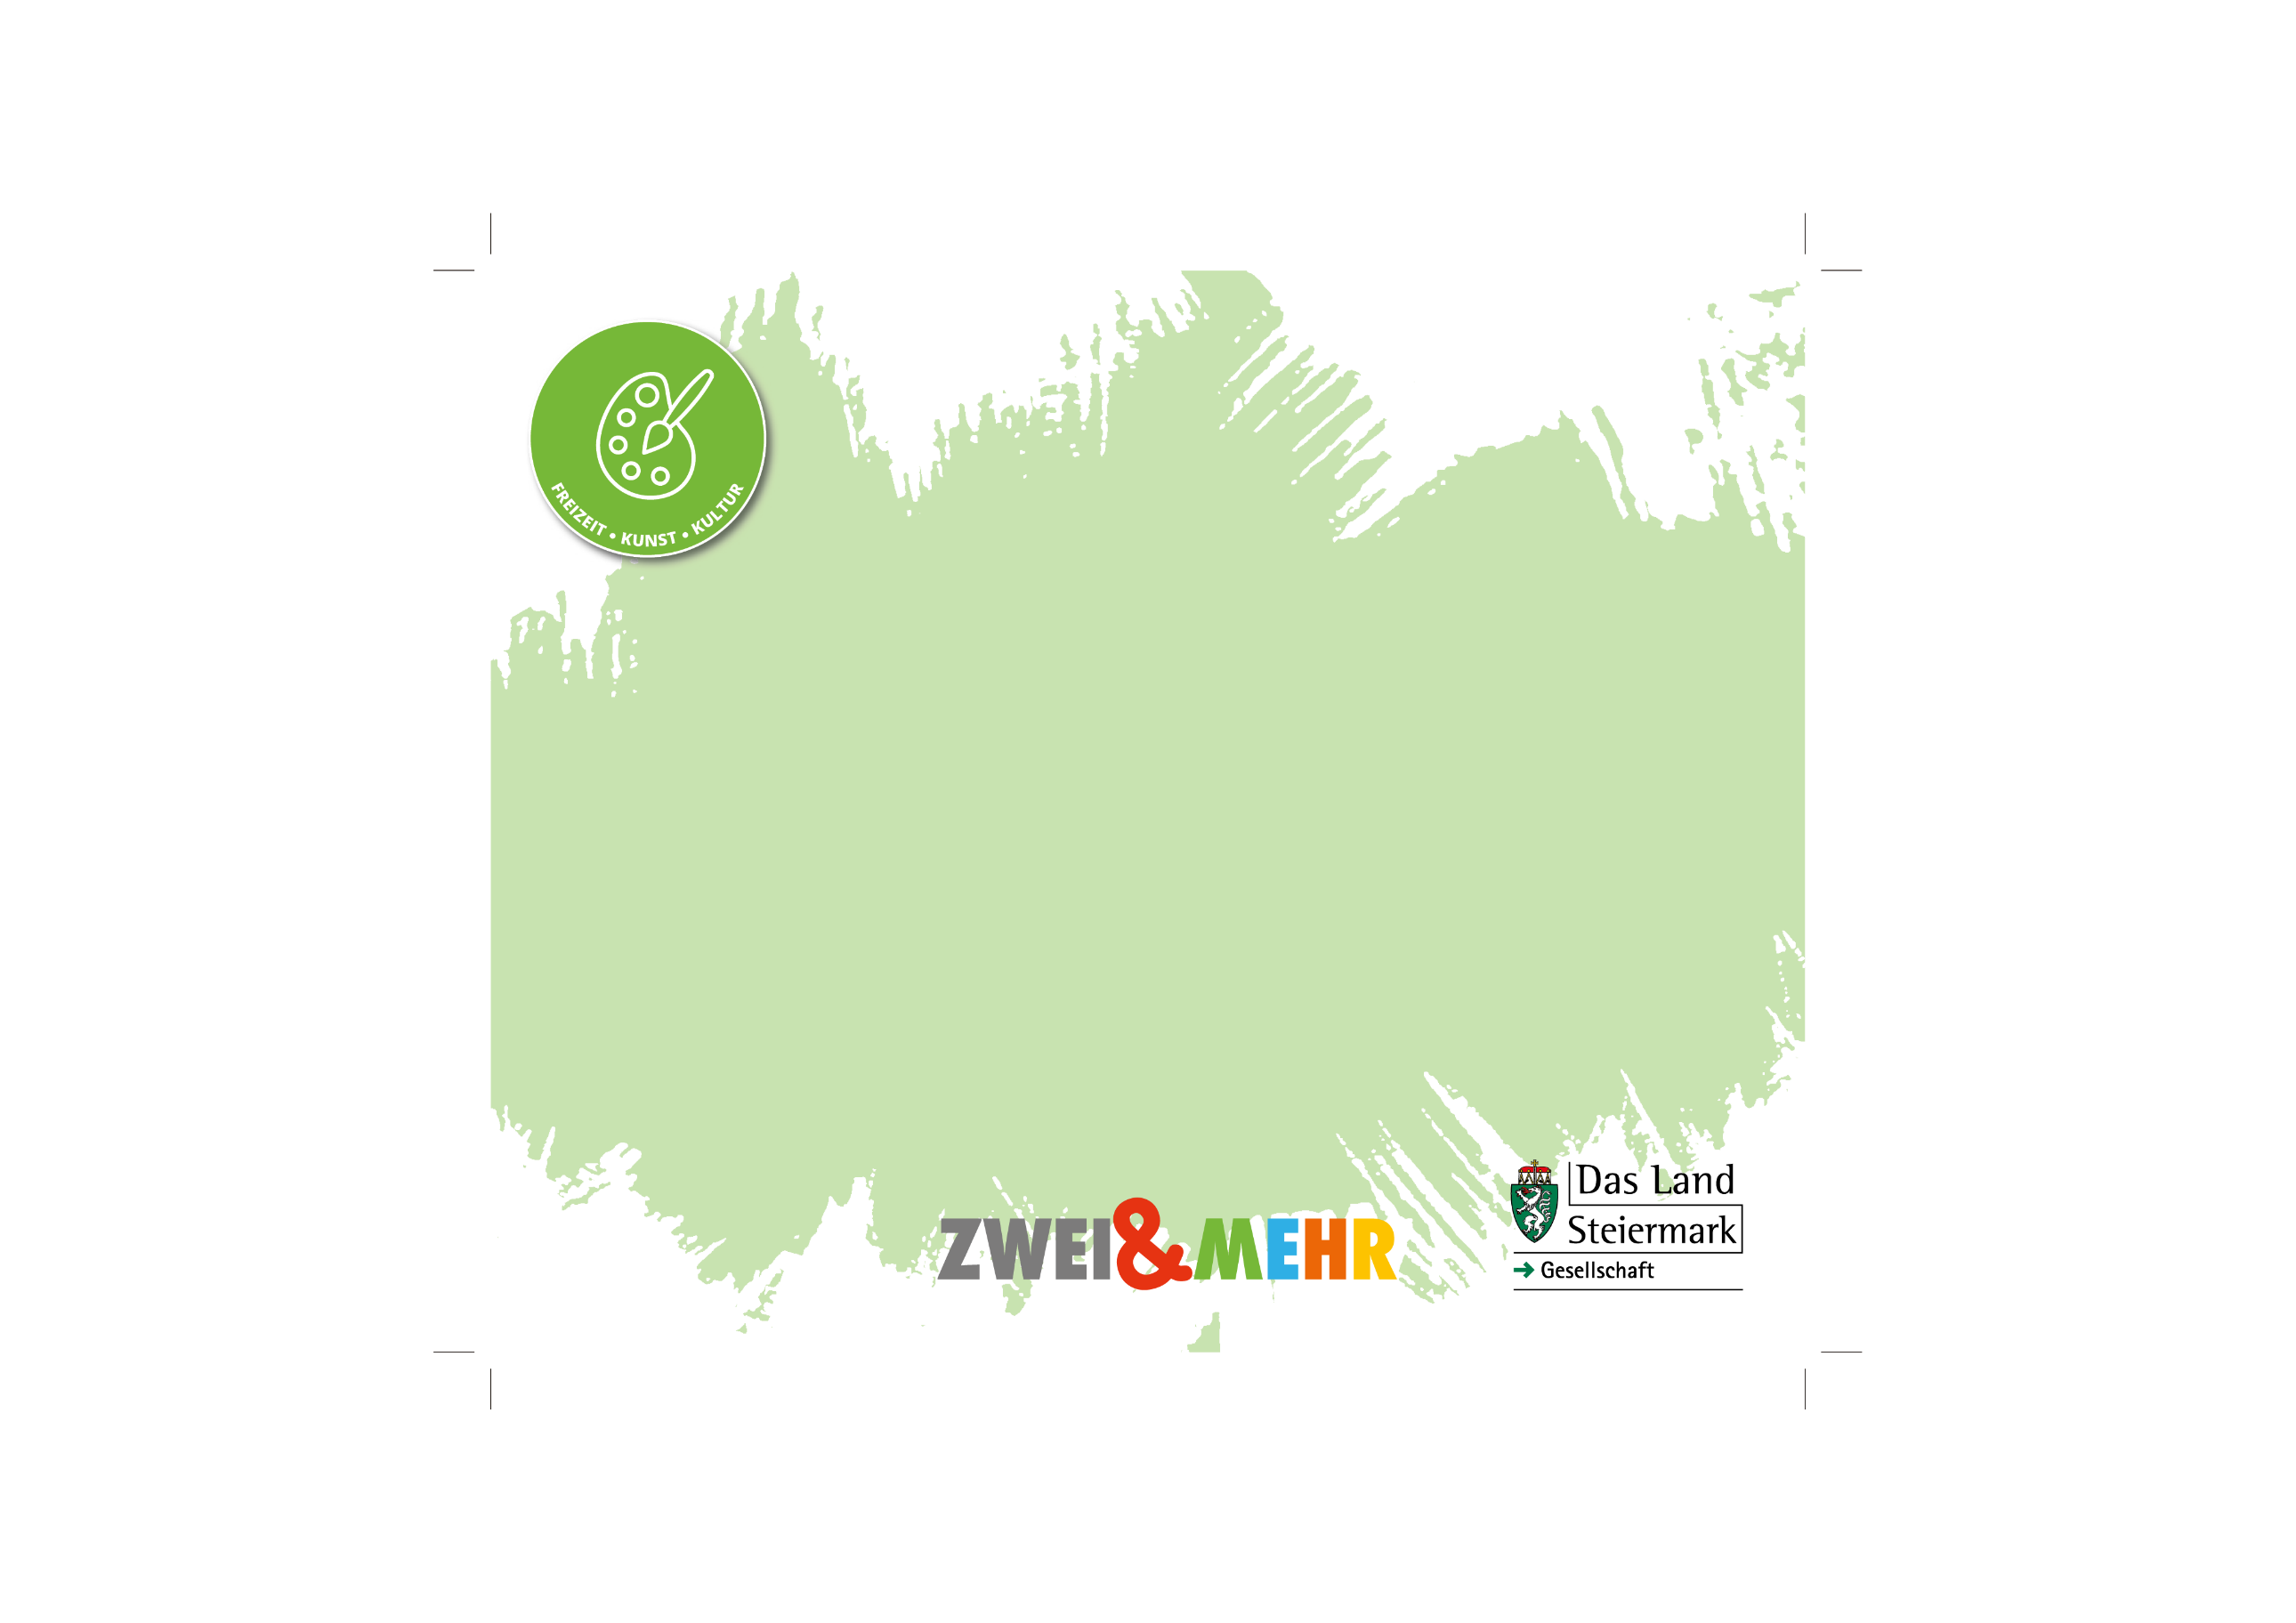 FREIZEIT • KUNST • KULTUR
ZWEI&MEHR
Das Land
Steiermark
→ Gesellschaft